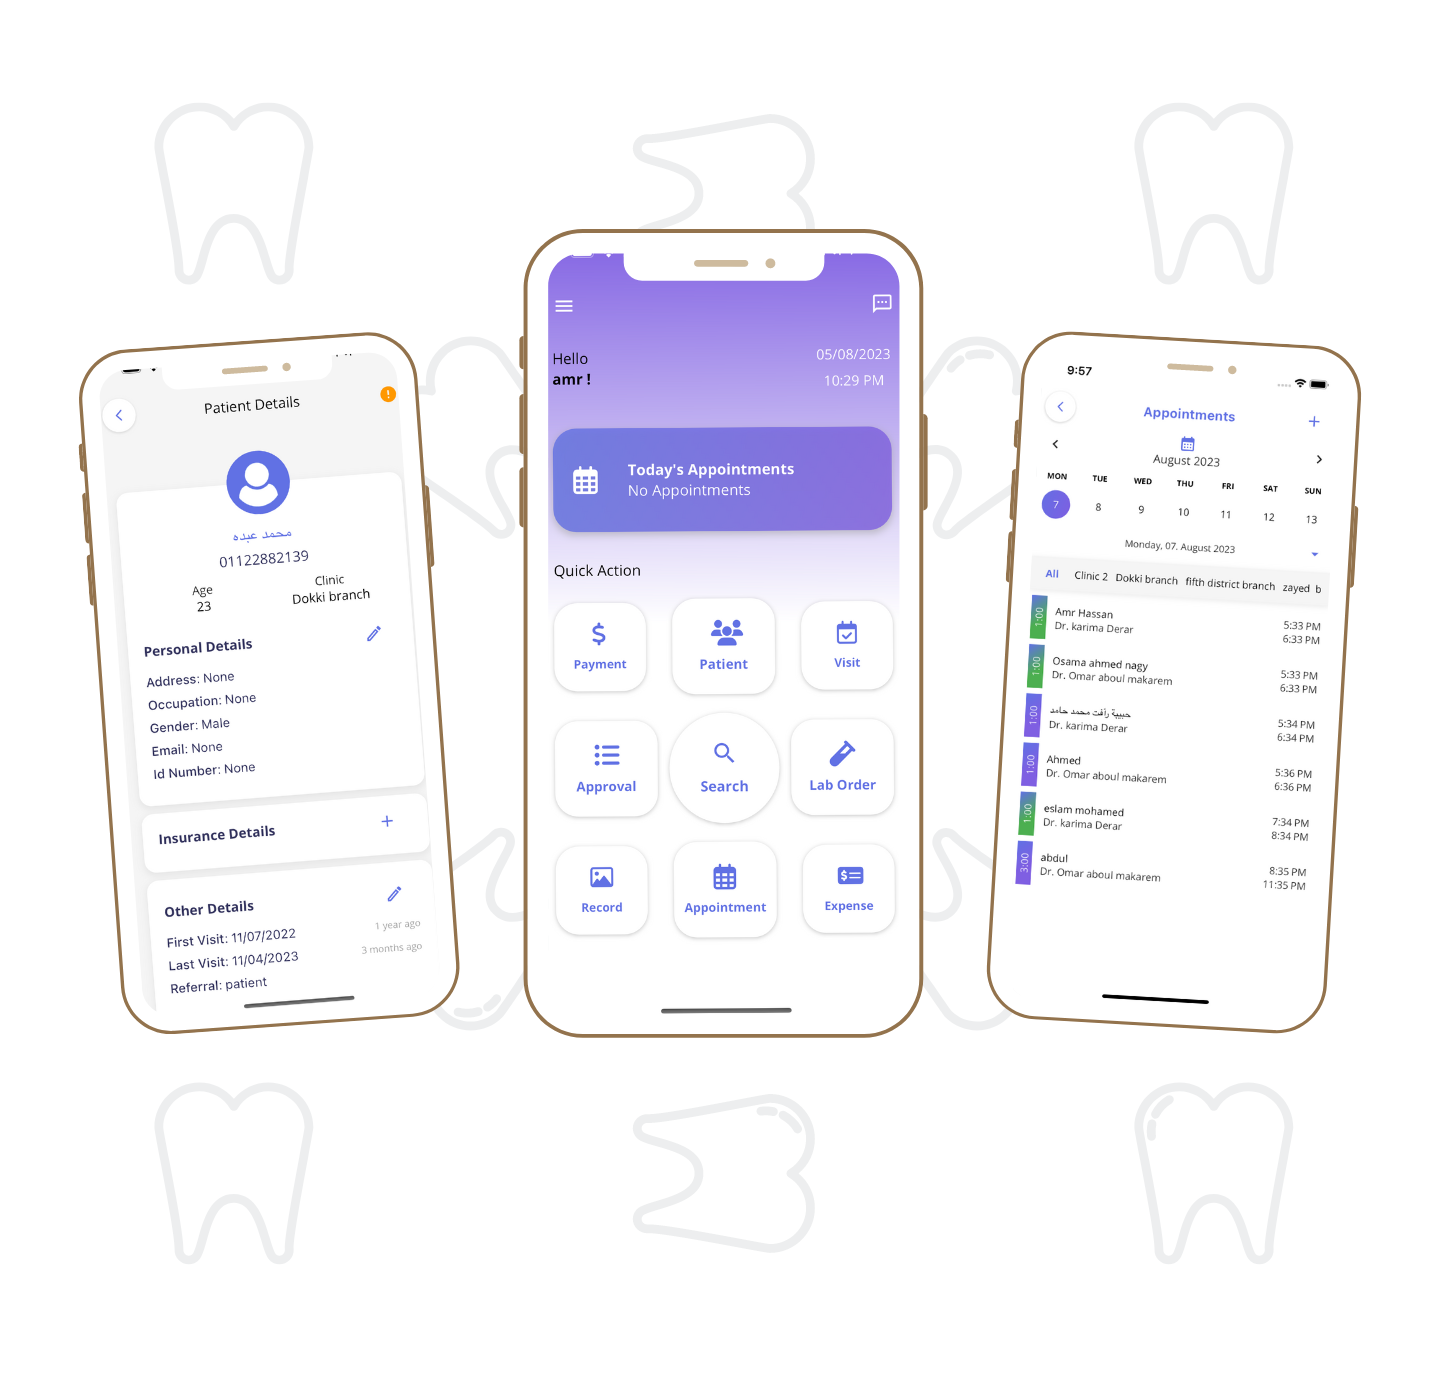 Patient Details
محمد عبده
01122882139
Age
23
Clinic
Dokki branch
Personal Details
Address: None
Occupation: None
Gender: Male
Email: None
Id Number: None
Insurance Details
Other Details
First Visit: 11/07/2022
1 year ago
Last Visit: 11/04/2023
3 months ago
Referral: patient
Hello
amr !
05/08/2023
10:29 PM
Today's Appointments
No Appointments
Quick Action
Payment
Patient
Visit
Approval
Search
Lab Order
Record
Appointment
Expense
9:57
Appointments
August 2023
MON TUE WED THU FRI SAT SUN
7 8 9 10 11 12 13
Monday, 07. August 2023
All Clinic 2 Dokki branch fifth district branch zayed b
1:00
Amr Hassan
Dr. karima Derar
5:33 PM
6:33 PM
1:00
Osama ahmed nagy
Dr. Omar aboul makarem
5:33 PM
6:33 PM
1:00
حبيبة رأفت محمد حامد
Dr. karima Derar
5:34 PM
6:34 PM
1:00
Ahmed
Dr. Omar aboul makarem
5:36 PM
6:36 PM
1:00
eslam mohamed
Dr. karima Derar
7:34 PM
8:34 PM
3:00
abdul
Dr. Omar aboul makarem
8:35 PM
11:35 PM